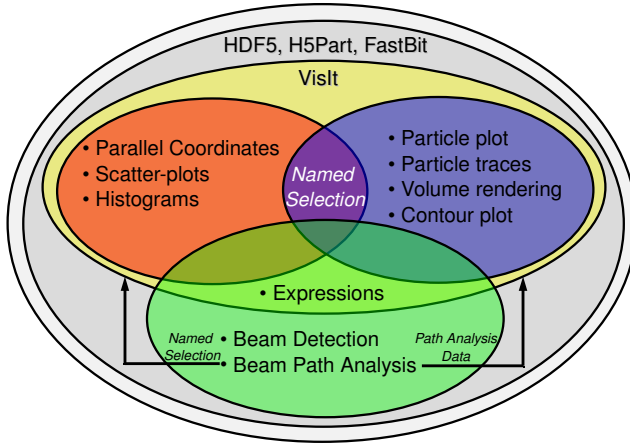 HDF5, H5Part, FastBit
VisIt
• Parallel Coordinates
• Scatter-plots
• Histograms
Named
Selection
• Particle plot
• Particle traces
• Volume rendering
• Contour plot
• Expressions
Named
Selection
• Beam Detection
• Beam Path Analysis
Path Analysis
Data